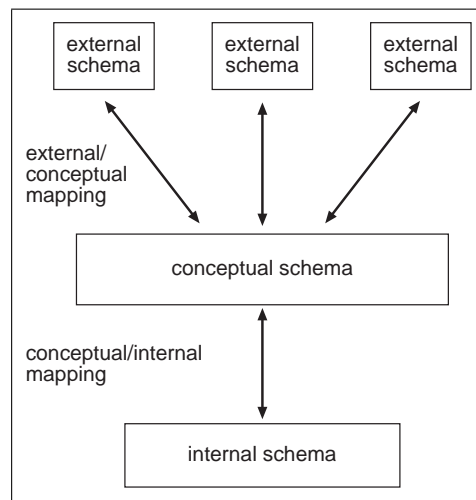 external
schema
external
schema
external
schema
external/
conceptual
mapping
conceptual schema
conceptual/internal
mapping
internal schema